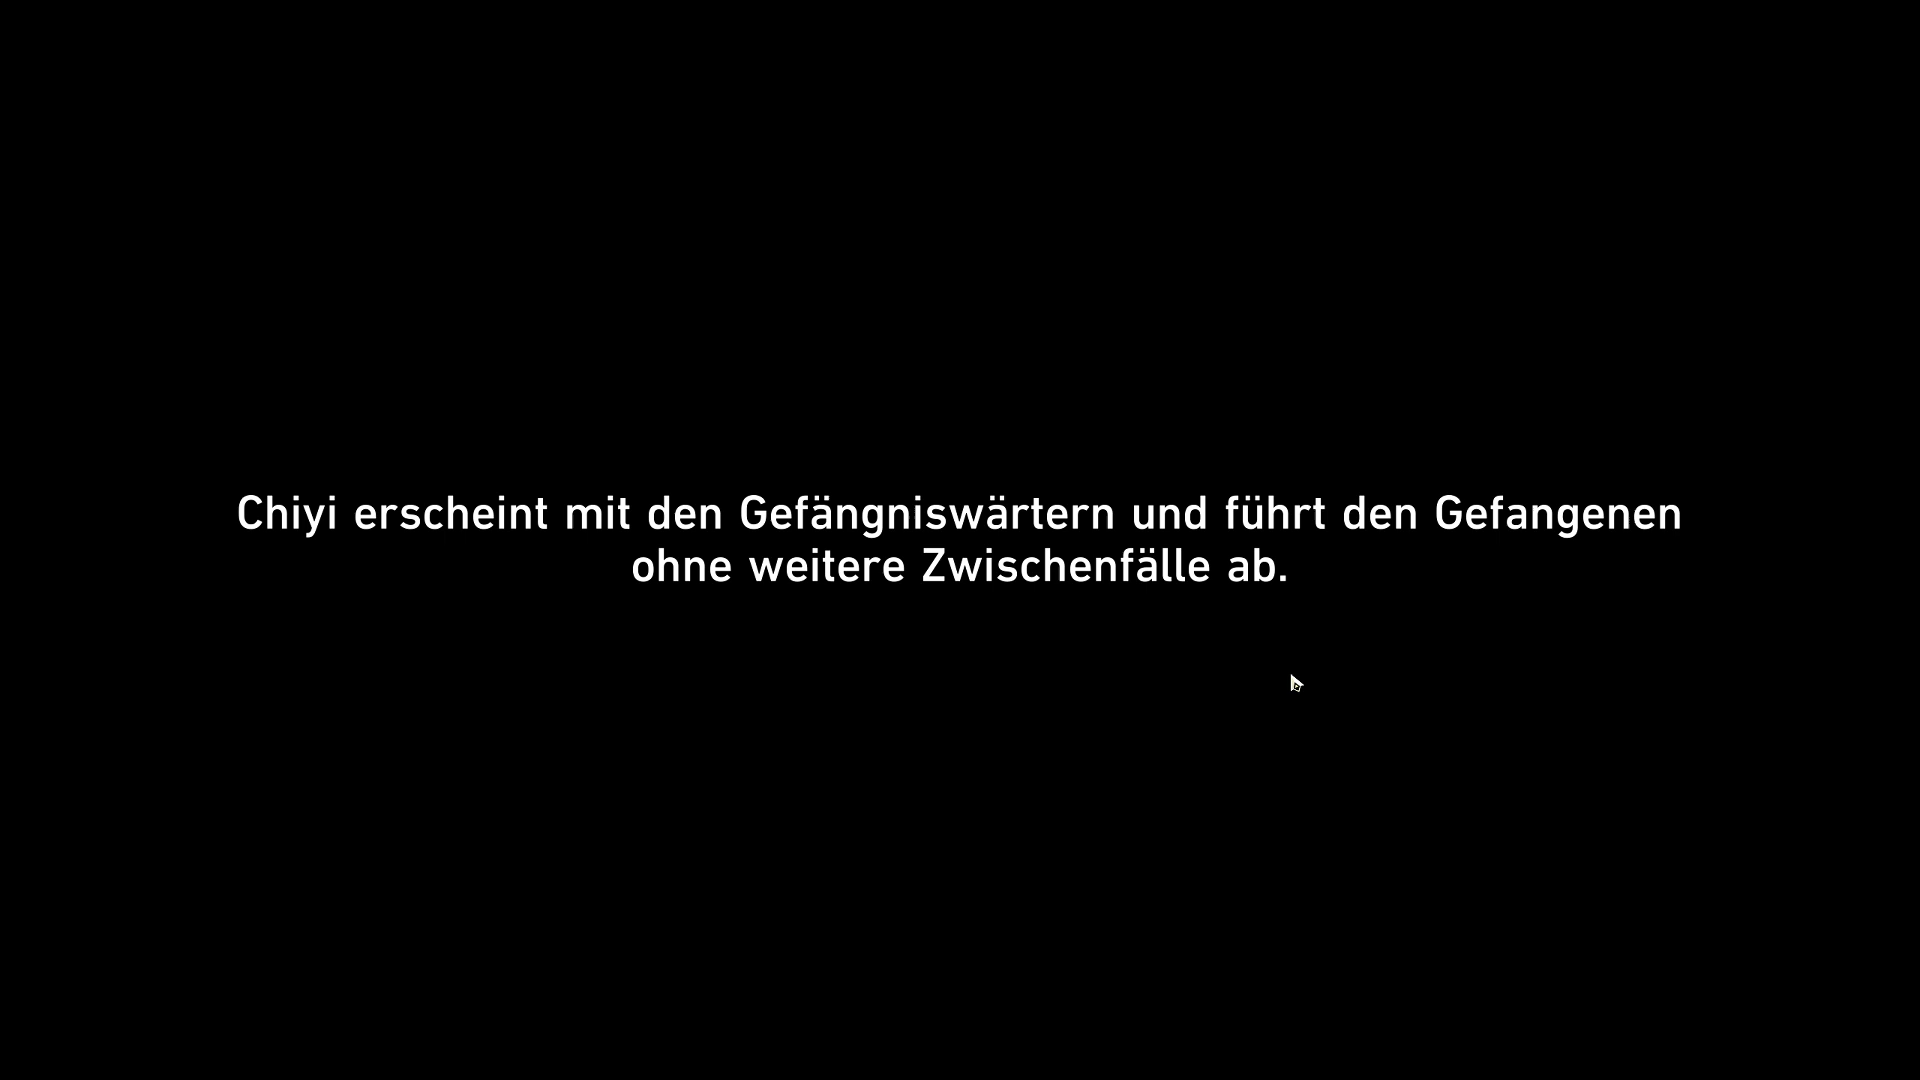 Chiyi erscheint mit den Gefängniswärtern und führt den Gefangenen
ohne weitere Zwischenfälle ab.